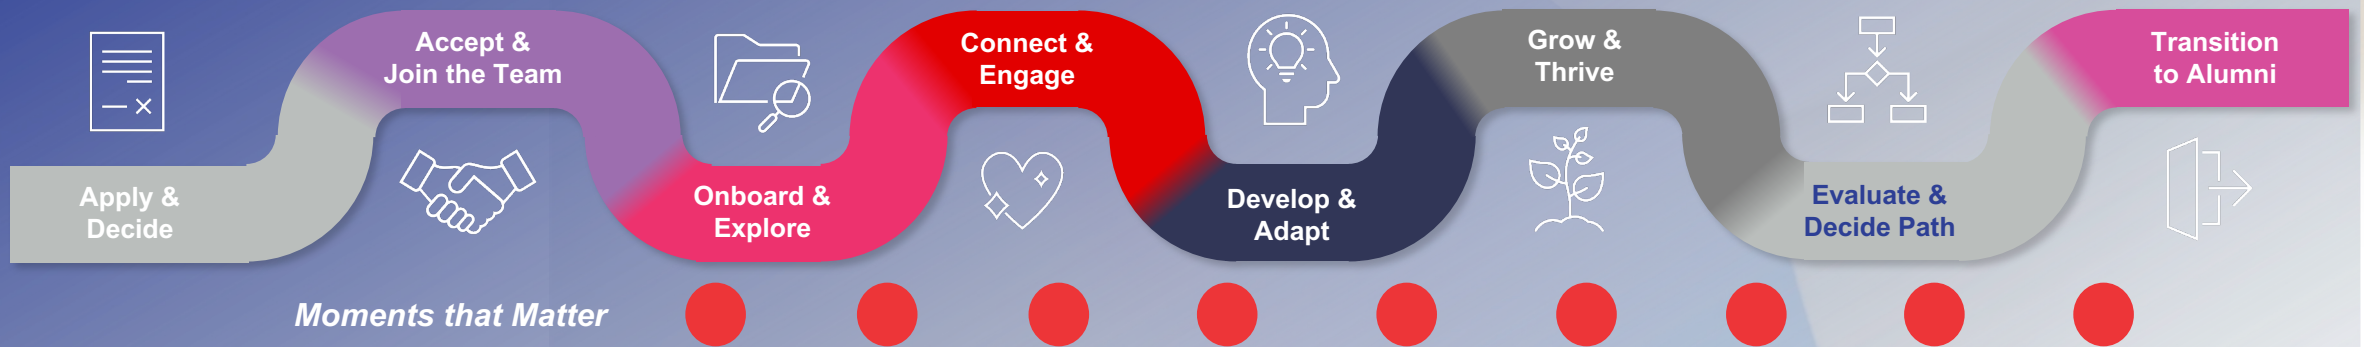 Apply &
Decide
Accept &
Join the Team
Onboard &
Explore
Connect &
Engage
Develop &
Adapt
Grow &
Thrive
Evaluate &
Decide Path
Transition
to Alumni
Moments that Matter